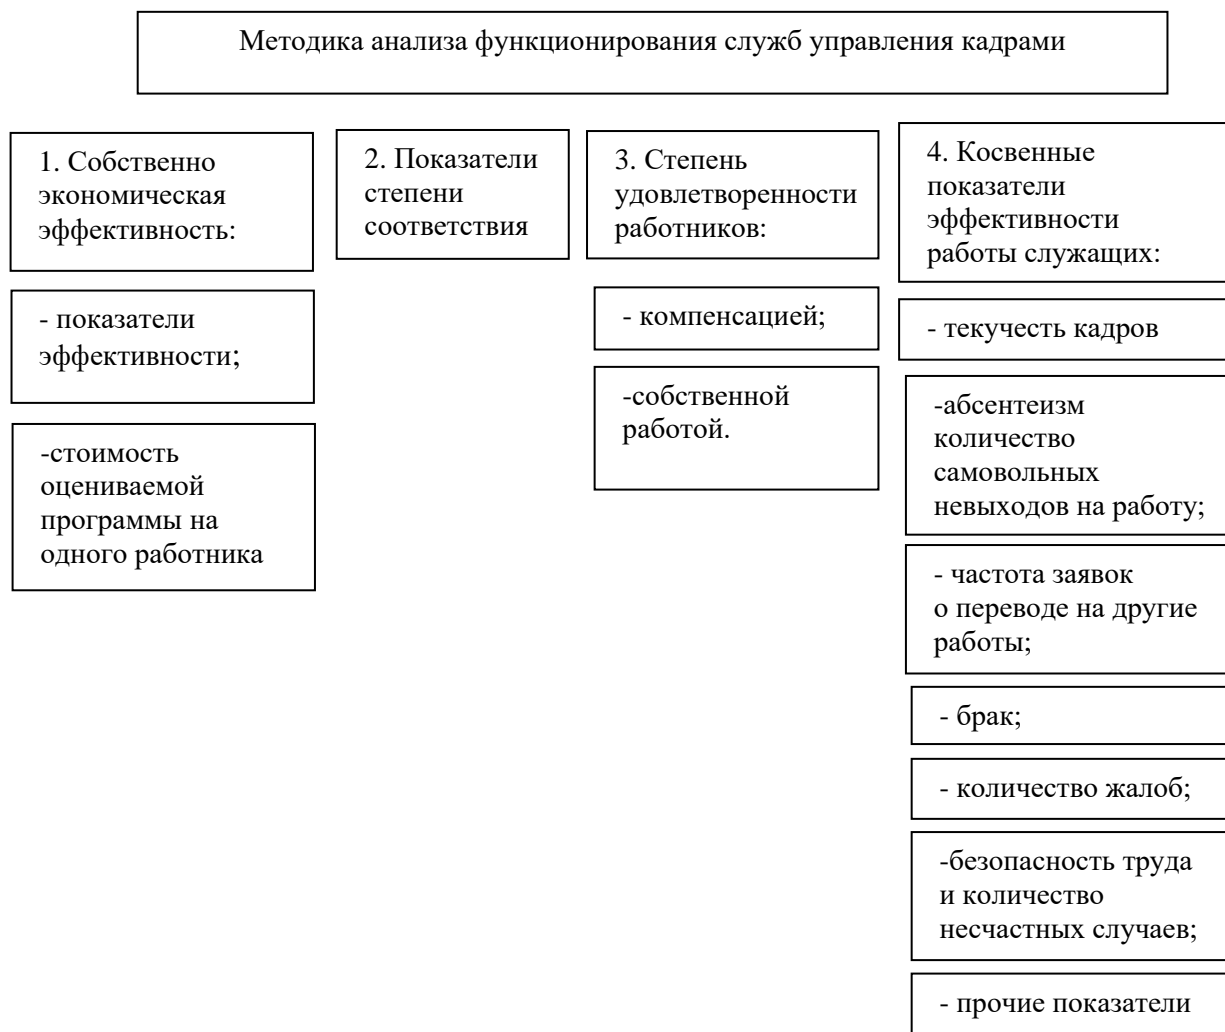 Методика анализа функционирования служб управления кадрами
1. Собственно
экономическая
эффективность:
- показатели
эффективности;
-стоимость
оцениваемой
программы на
одного работника
2. Показатели
степени
соответствия
3. Степень
удовлетворенности
работников:
- компенсацией;
-собственной
работой.
4. Косвенные
показатели
эффективности
работы служащих:
- текучесть кадров
-абсентеизм
количество
самовольных
невыходов на работу;
- частота заявок
о переводе на другие
работы;
- брак;
- количество жалоб;
-безопасность труда
и количество
несчастных случаев;
- прочие показатели